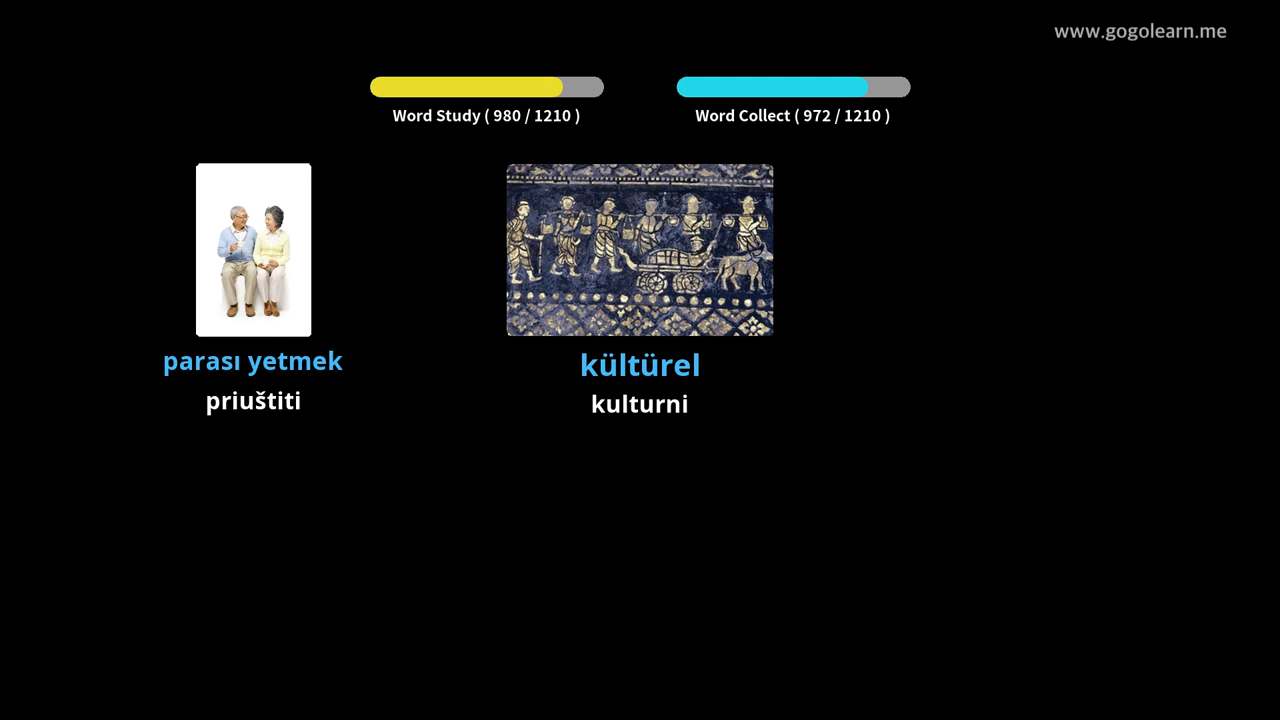 www.gogolearn.me
Word Study ( 980 / 1210 )
Word Collect ( 972 / 1210 )
parası yetmek
priuštiti
kültürel
kulturni